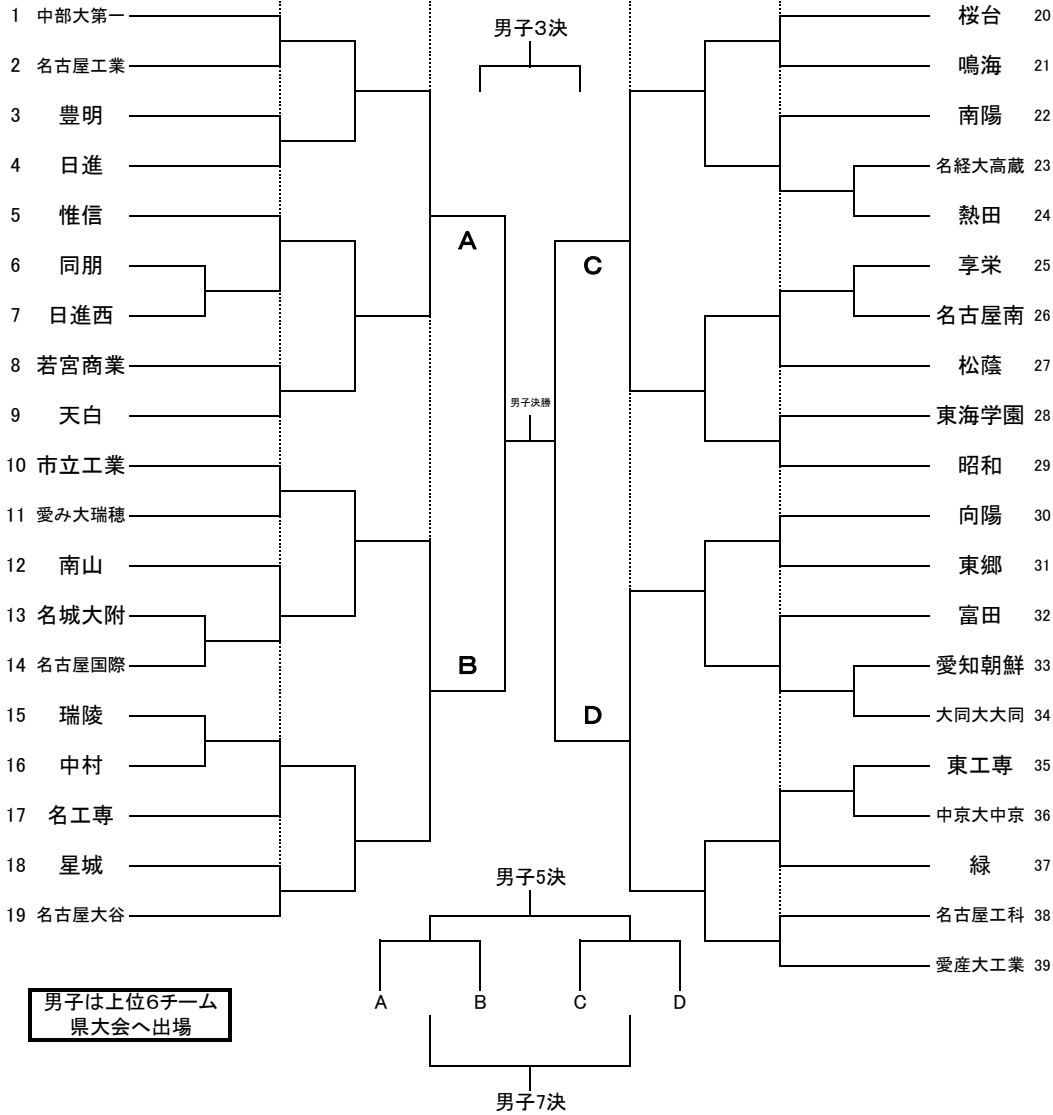 男子3決
1 中部大第一
2 名古屋工業
3 豊明
4 日進
5 惟信
6 同朋
7 日進西
8 若宮商業
9 天白
10 市立工業
11 愛み大瑞穂
12 南山
13 名城大附
14 名古屋国際
15 瑞陵
16 中村
17 名工専
18 星城
19 名古屋大谷
A
B
男子決勝
C
D
桜台 20
鳴海 21
南陽 22
名経大高蔵 23
熱田 24
享栄 25
名古屋南 26
松蔭 27
東海学園 28
昭和 29
向陽 30
東郷 31
富田 32
愛知朝鮮 33
大同大大同 34
東工専 35
中京大中京 36
緑 37
名古屋工科 38
愛産大工業 39
男子5決
A B C D
男子7決
男子は上位6チーム
県大会へ出場